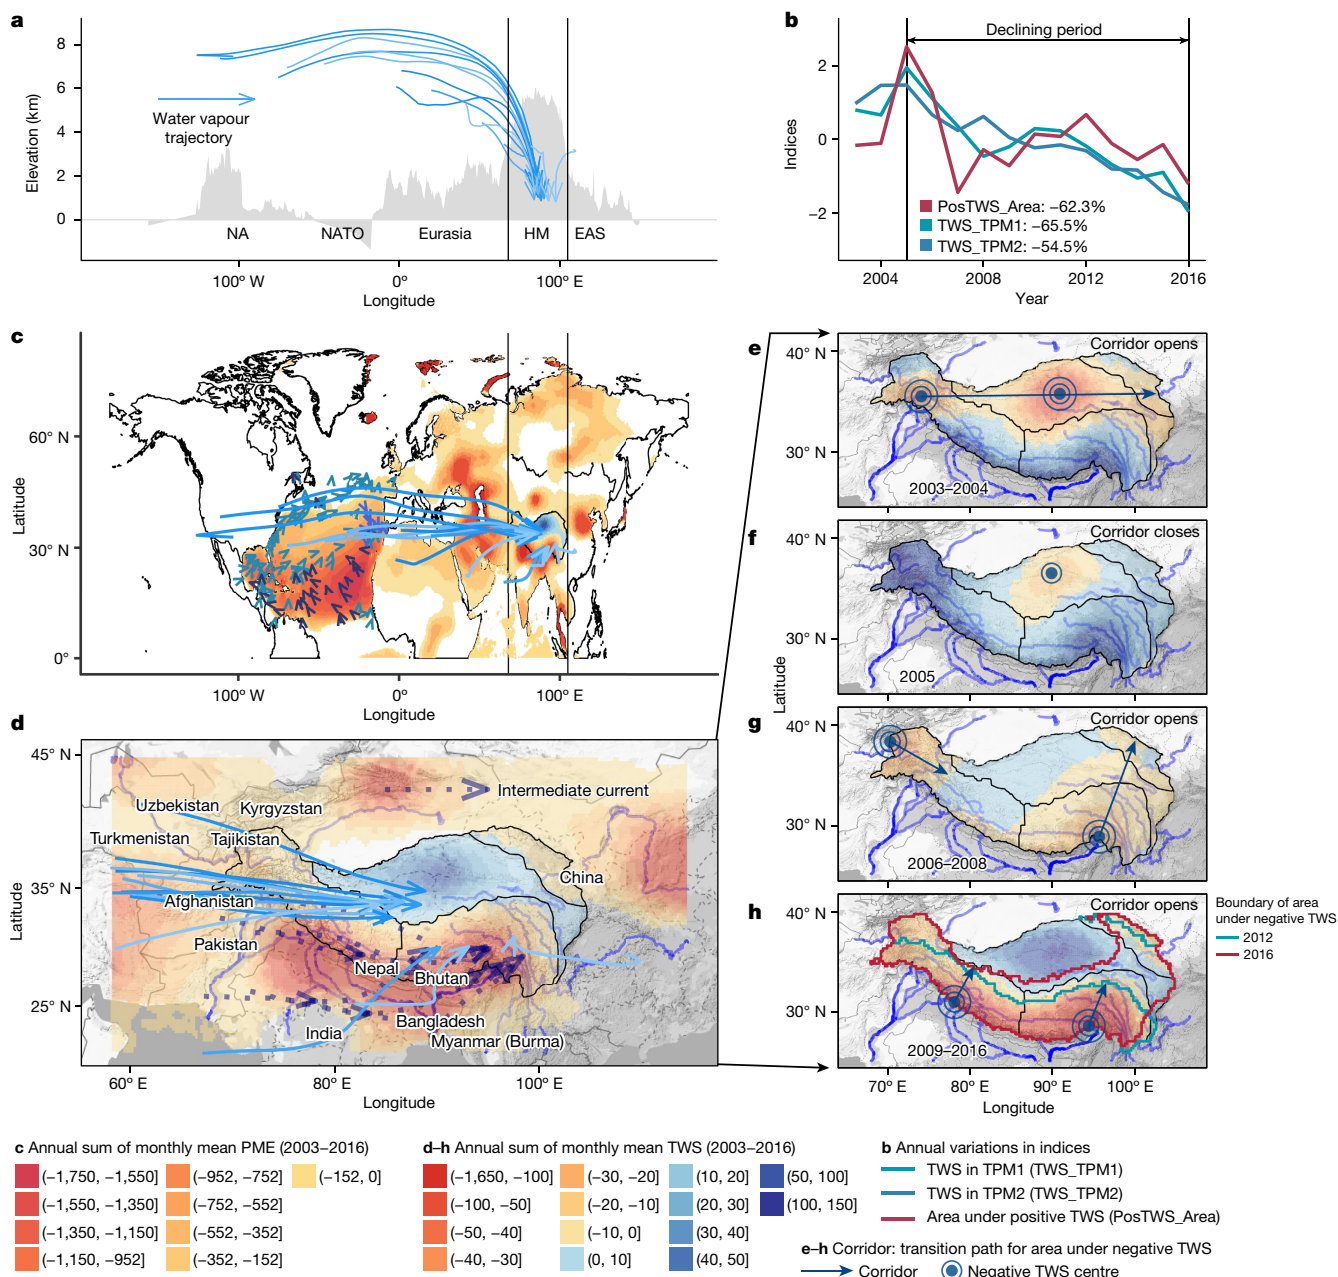 a
8
6
4
2
0
Elevation (km)
Water vapour
trajectory
NA
NATO
Eurasia
HM
EAS
100° W
0°
100° E
Longitude
b
Declining period
2
0
−2
Indices
PosTWS_Area: −62.3%
TWS_TPM1: −65.5%
TWS_TPM2: −54.5%
2004
2008
2012
2016
Year
c
60° N
30° N
0°
Latitude
100° W
0°
100° E
Longitude
d
45° N
35° N
25° N
Latitude
Uzbekistan
Kyrgyzstan
Intermediate current
Turkmenistan
Tajikistan
China
Afghanistan
Pakistan
Nepal
Bhutan
India
Bangladesh
Myanmar (Burma)
60° E
80° E
100° E
Longitude
e
Corridor opens
40° N
30° N
2003–2004
f
Corridor closes
40° N
30° N
2005
Latitude
g
Corridor opens
40° N
30° N
2006–2008
h
Corridor opens
40° N
30° N
2009–2016
70° E
80° E
90° E
100° E
Longitude
Boundary of area
under negative TWS
2012
2016
c Annual sum of monthly mean PME (2003–2016)
(−1,750, −1,550]
(−952, −752]
(−152, 0]
(−1,550, −1,350]
(−752, −552]
(−1,350, −1,150]
(−552, −352]
(−1,150, −952]
(−352, −152]
d–h Annual sum of monthly mean TWS (2003–2016)
(−1,650, −100]
(−30, −20]
(10, 20]
(50, 100]
(−100, −50]
(−20, −10]
(20, 30]
(100, 150]
(−50, −40]
(−10, 0]
(30, 40]
(−40, −30]
(0, 10]
(40, 50]
b Annual variations in indices
TWS in TPM1 (TWS_TPM1)
TWS in TPM2 (TWS_TPM2)
Area under positive TWS (PosTWS_Area)
e–h Corridor: transition path for area under negative TWS
Corridor
Negative TWS centre